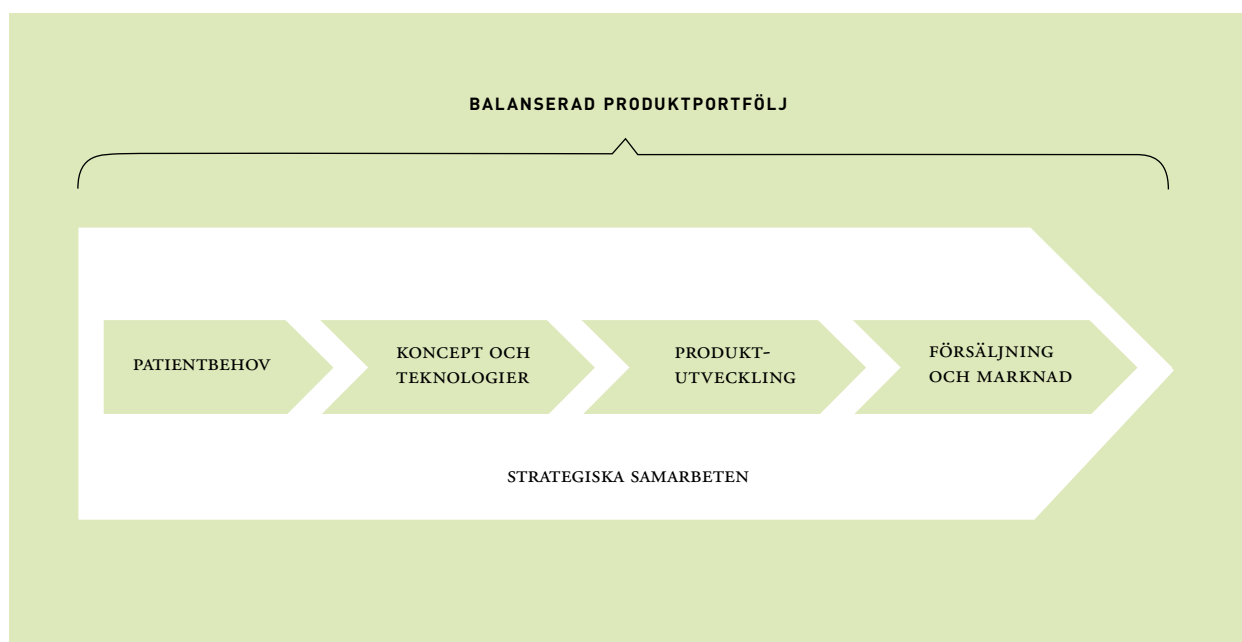 BALANSERAD PRODUKTPORTFÖLJ
PATIENTBEHOV
KONCEPT OCH
TEKNOLOGIER
PRODUKT-
UTVECKLING
FÖRSÄLJNING
OCH MARKNAD
STRATEGISKA SAMARBETEN